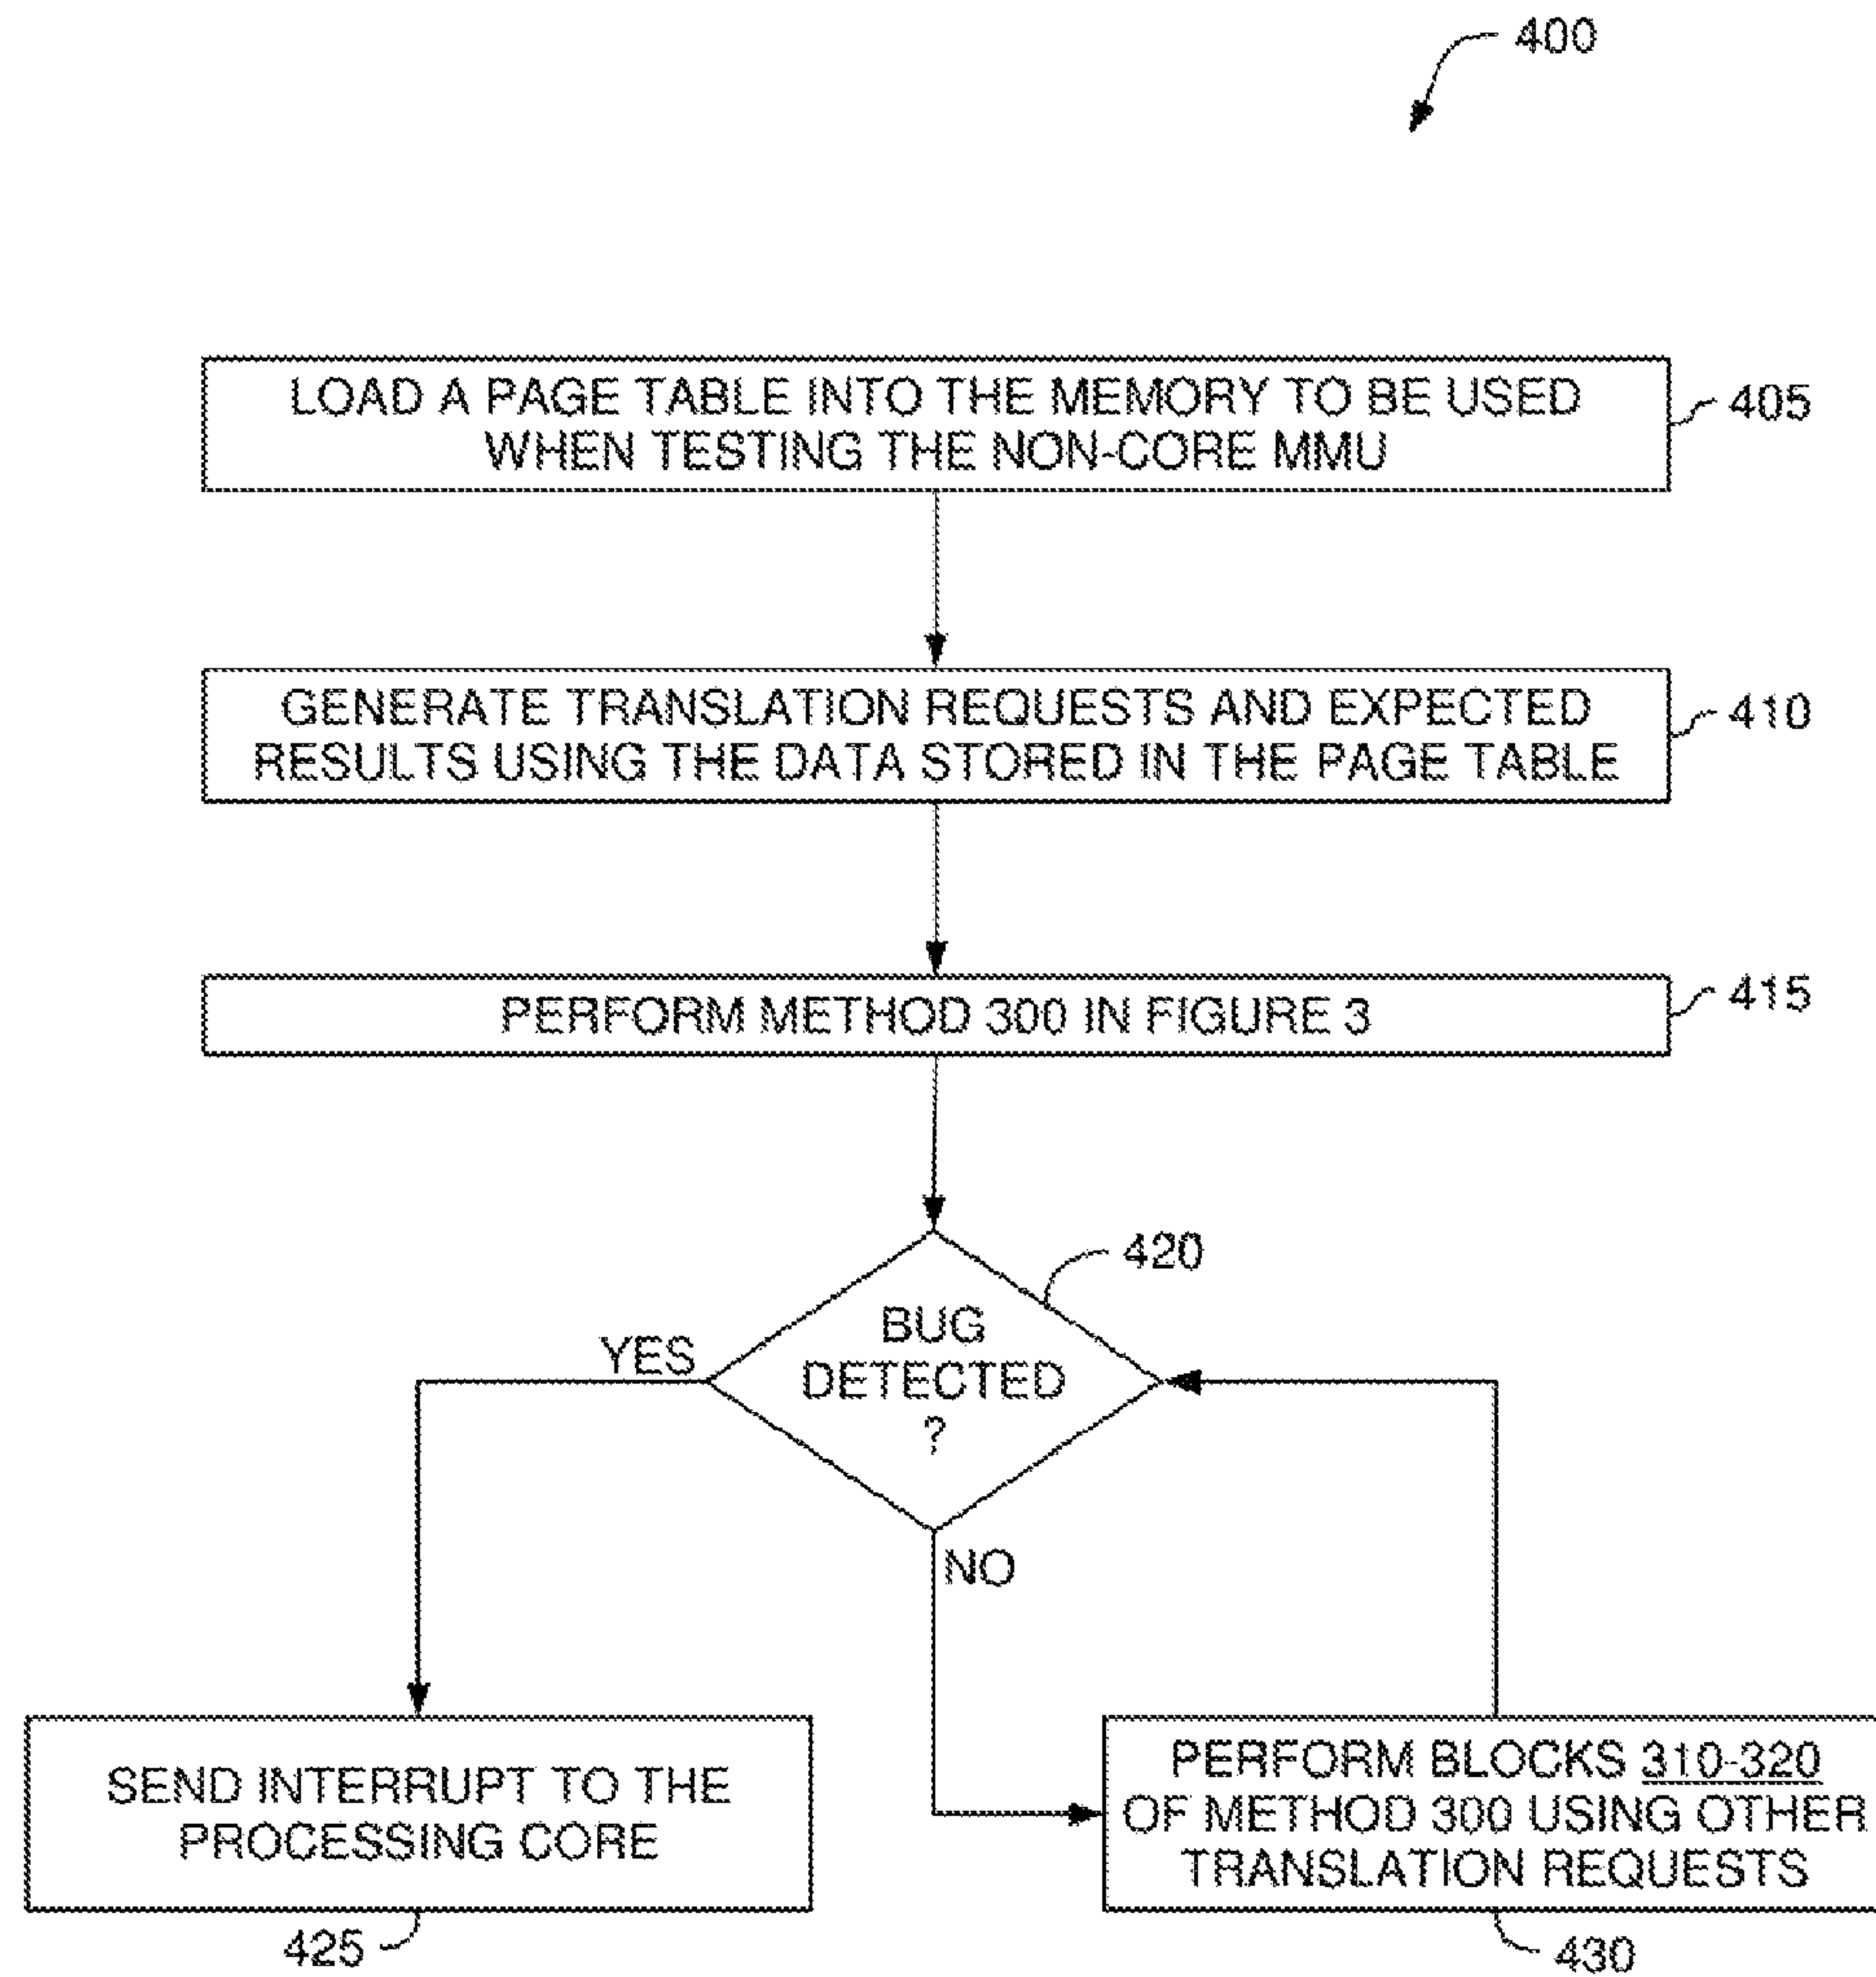 400
LOAD A PAGE TABLE INTO THE MEMORY TO BE USED
WHEN TESTING THE NON-CORE MMU
405
GENERATE TRANSLATION REQUESTS AND EXPECTED
RESULTS USING THE DATA STORED IN THE PAGE TABLE
410
PERFORM METHOD 300 IN FIGURE 3
415
420
BUG
DETECTED
?
YES
NO
SEND INTERRUPT TO THE
PROCESSING CORE
425
PERFORM BLOCKS 310-320
OF METHOD 300 USING OTHER
TRANSLATION REQUESTS
430